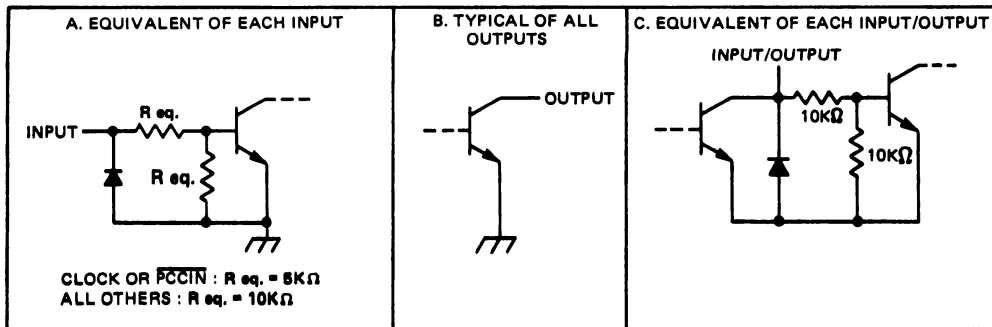 A. EQUIVALENT OF EACH INPUT
INPUT
R eq.
R eq.
CLOCK OR PCCIN : R eq. = 5KΩ
ALL OTHERS : R eq. = 10KΩ
B. TYPICAL OF ALL
OUTPUTS
OUTPUT
C. EQUIVALENT OF EACH INPUT/OUTPUT
INPUT/OUTPUT
10KΩ
10KΩ